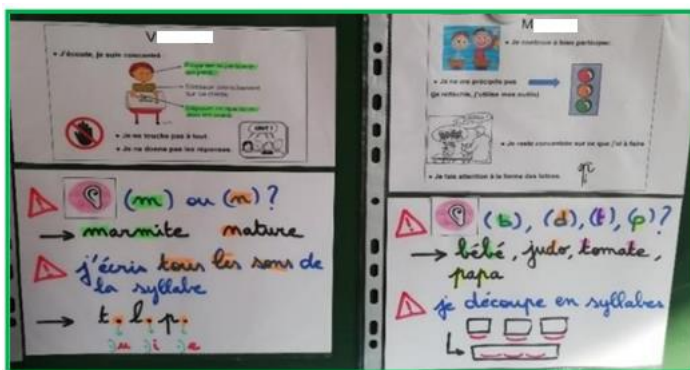 V
• J'écoute, je suis concentré
• Je ne touche pas à tout.
• Je ne donne pas les réponses.
(m) ou (n) ?
→ marmite nature
j'écris tous les sons de
la syllabe
→ t. l. p.
u i e
M
• Je continue à bien participer.
• Je ne me précipite pas
(je réfléchis, j'utilise mes outils)
• Je reste concentrée sur ce que j'ai à faire
• Je fais attention à la forme des lettres.
(b), (d), (t), (p) ?
→ bébé, judo, tomate,
papa
je découpe en syllabes